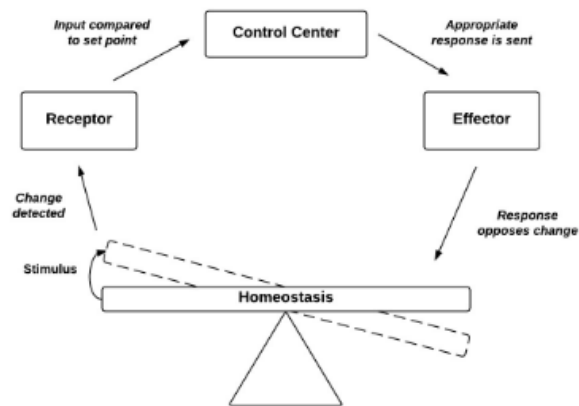 Input compared
to set point
Control Center
Appropriate
response is sent
Receptor
Effector
Change
detected
Response
opposes change
Stimulus
Homeostasis